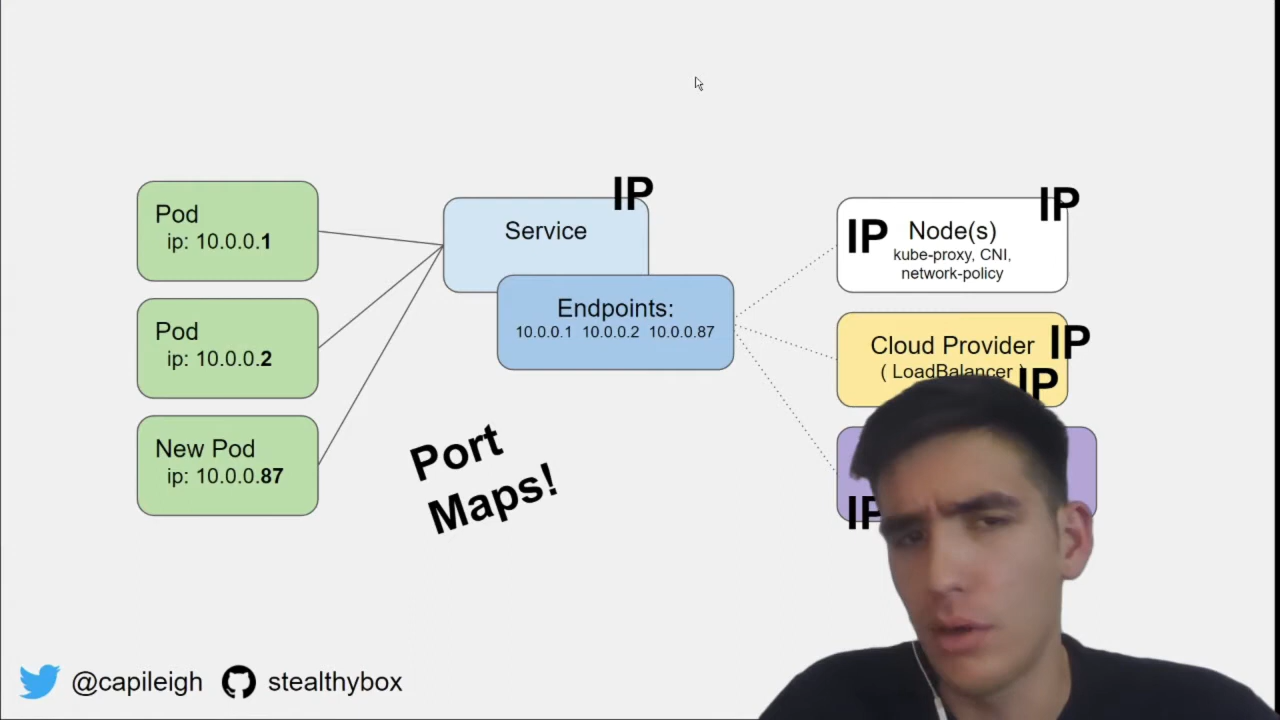 Pod
ip: 10.0.0.1
Pod
ip: 10.0.0.2
New Pod
ip: 10.0.0.87
IP
Service
Endpoints:
10.0.0.1 10.0.0.2 10.0.0.87
Port
Maps!
IP
IP
Node(s)
kube-proxy, CNI,
network-policy
Cloud Provider
IP
( LoadBalancer )
IP
IP
@capileigh
stealthybox